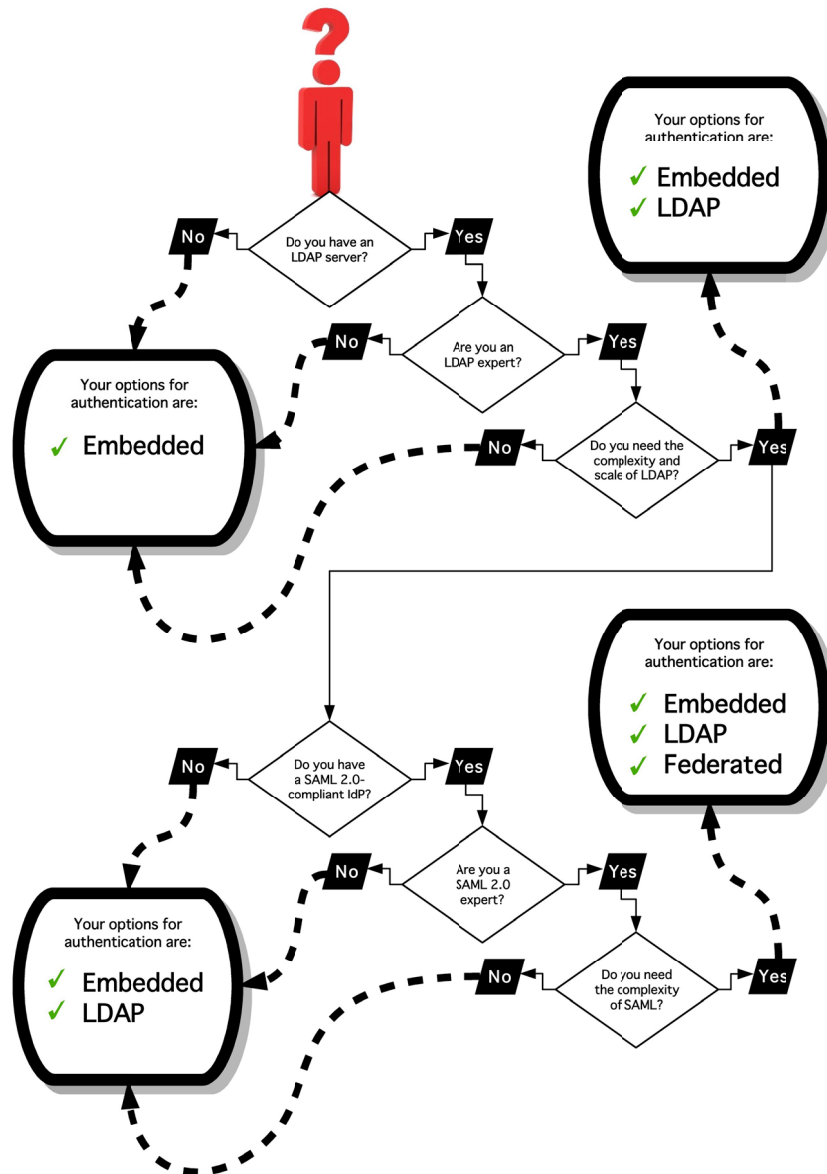 ?
Your options for
authentication are:
✓ Embedded
✓ LDAP
No
Do you have an
LDAP server?
Yes
No
Are you an
LDAP expert?
Yes
Your options for
authentication are:
✓ Embedded
No
Do you need the
complexity and
scale of LDAP?
Yes
Your options for
authentication are:
✓ Embedded
✓ LDAP
✓ Federated
No
Do you have
a SAML 2.0-
compliant IdP?
Yes
No
Are you a
SAML 2.0
expert?
Yes
Your options for
authentication are:
✓ Embedded
✓ LDAP
No
Do you need
the complexity
of SAML?
Yes